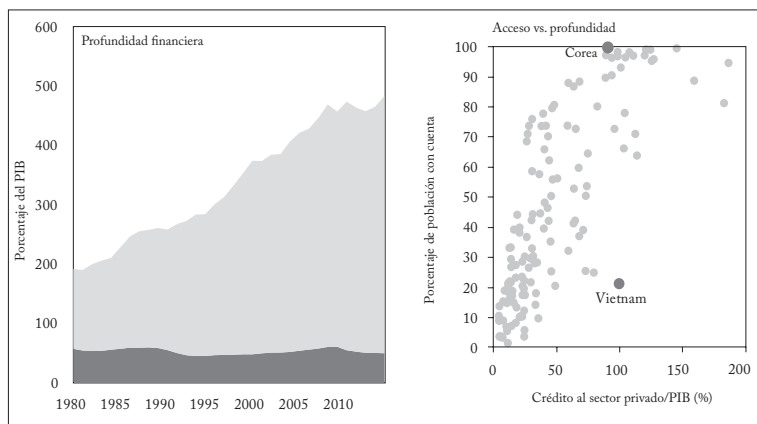 Profundidad financiera
Porcentaje del PIB
600
500
400
300
200
100
0
1980 1985 1990 1995 2000 2005 2010
Acceso vs. profundidad
Porcentaje de población con cuenta
100
90
80
70
60
50
40
30
20
10
0
Corea
Vietnam
0 50 100 150 200
Crédito al sector privado/PIB (%)